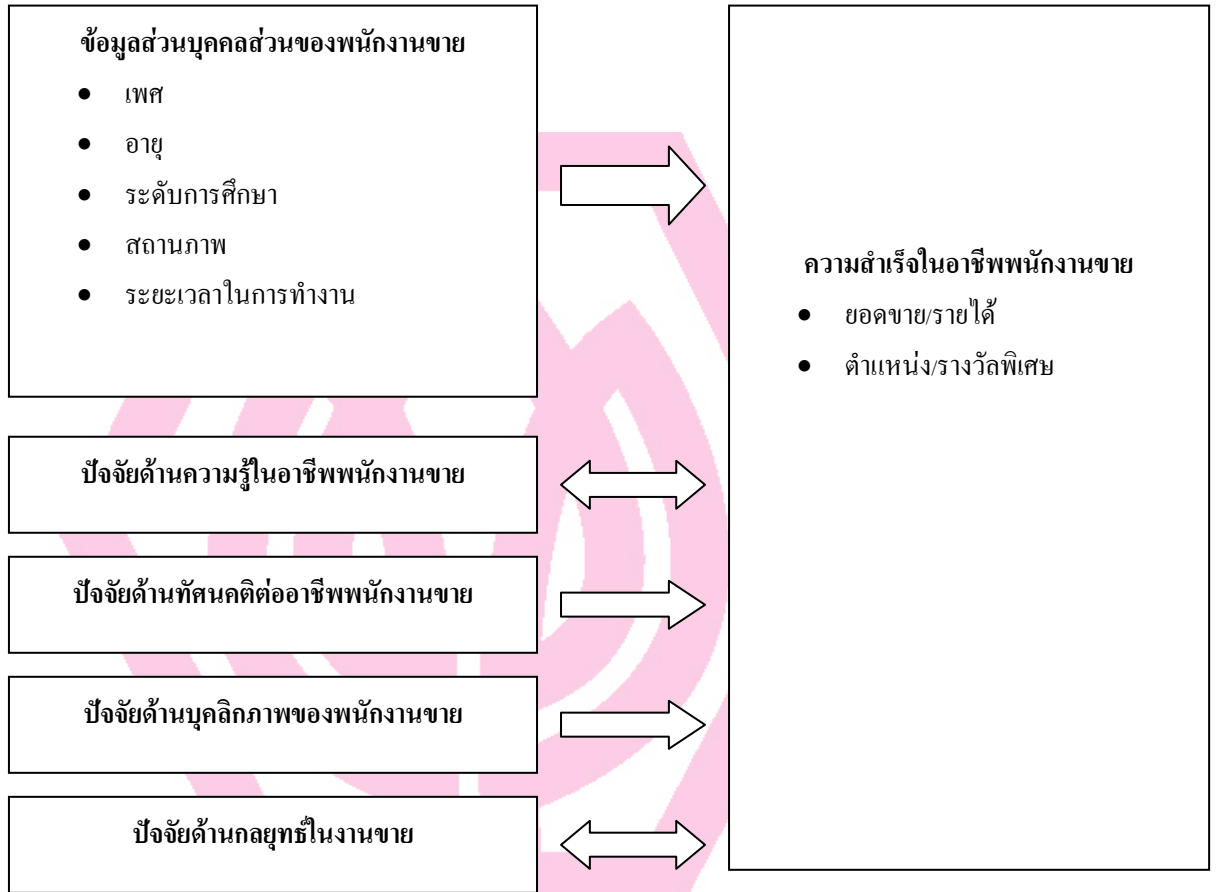 ข้อมูลส่วนบุคคลส่วนของพนักงานขาย
● เพศ
● อายุ
● ระดับการศึกษา
● สถานภาพ
● ระยะเวลาในการทำงาน
ปัจจัยด้านความรู้ในอาชีพพนักงานขาย
ปัจจัยด้านทัศนคติต่ออาชีพพนักงานขาย
ปัจจัยด้านบุคลิกภาพของพนักงานขาย
ปัจจัยด้านกลยุทธ์ในงานขาย
ความสำเร็จในอาชีพพนักงานขาย
● ยอดขาย/รายได้
● ตำแหน่ง/รางวัลพิเศษ